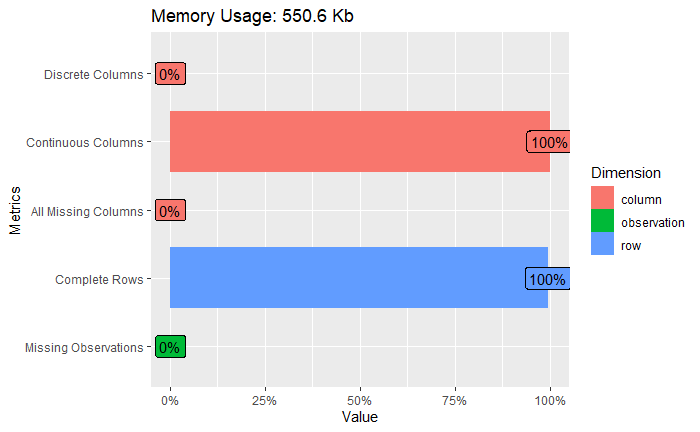 Memory Usage: 550.6 Kb
Metrics
Discrete Columns
0%
Continuous Columns
100%
All Missing Columns
0%
Complete Rows
100%
Missing Observations
0%
0%
25%
50%
75%
100%
Value
Dimension
column
observation
row